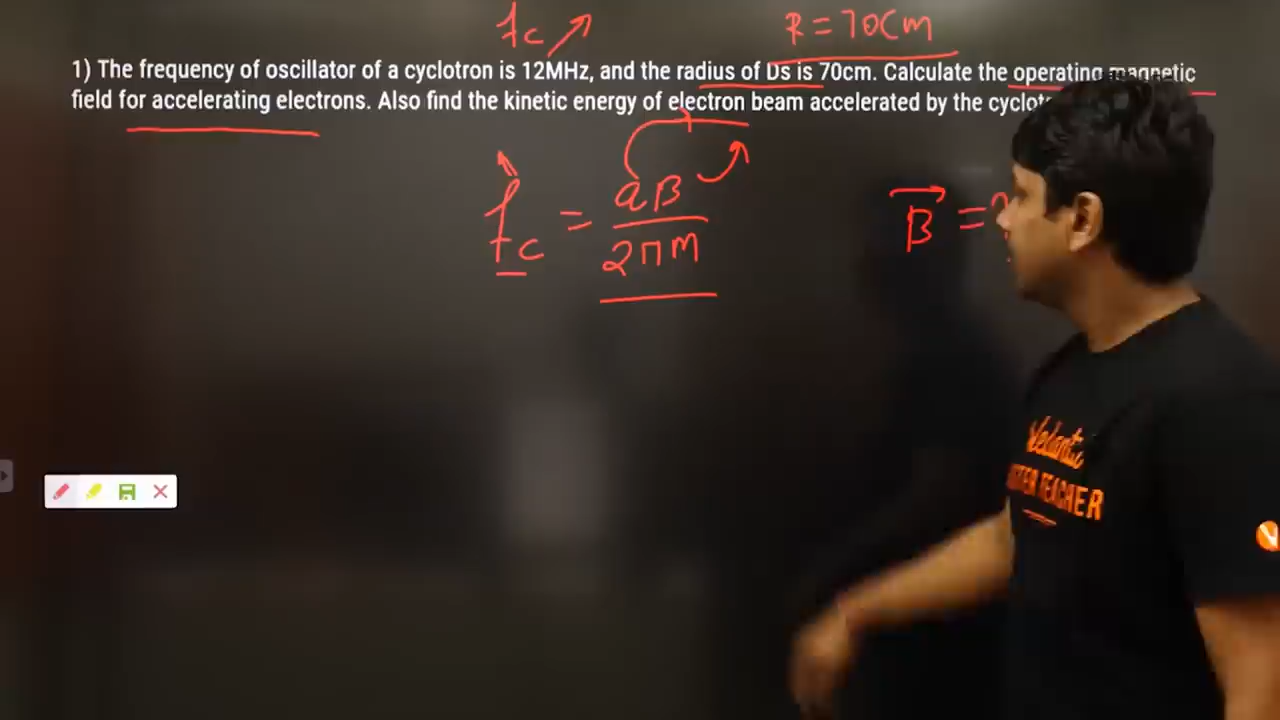 fc R = 70cm
1) The frequency of oscillator of a cyclotron is 12MHz, and the radius of Ds is 70cm. Calculate the operating magnetic
field for accelerating electrons. Also find the kinetic energy of electron beam accelerated by the
fc = qB / 2πm
B =
Vedantu
TEACHER